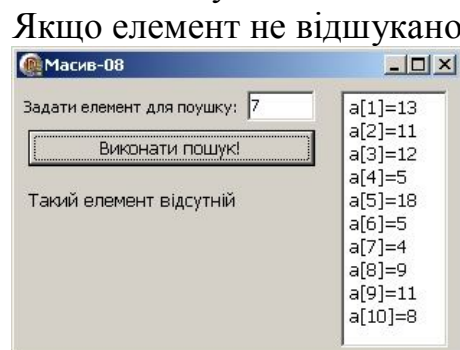 Якщо елемент не відшукано
Масив-08
Задати елемент для поушку: 7
Виконати пошук!
Такий елемент відсутній
a[1]=13
a[2]=11
a[3]=12
a[4]=5
a[5]=18
a[6]=5
a[7]=4
a[8]=9
a[9]=11
a[10]=8